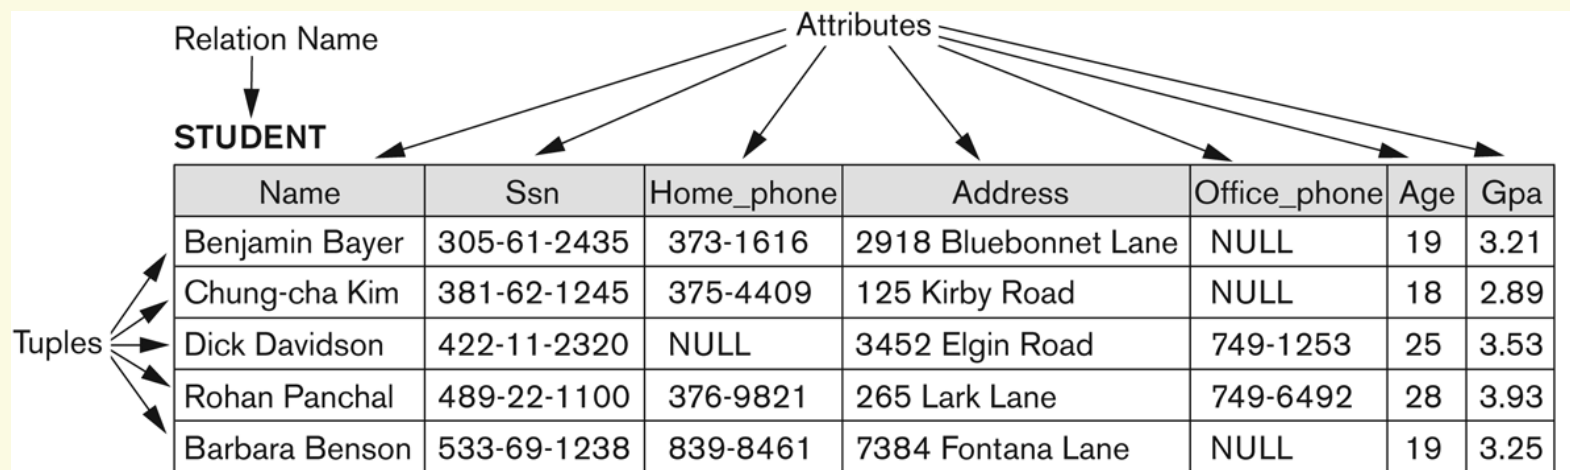 Attributes
Relation Name
STUDENT
Name Ssn Home_phone Address Office_phone Age Gpa
Benjamin Bayer 305-61-2435 373-1616 2918 Bluebonnet Lane NULL 19 3.21
Chung-cha Kim 381-62-1245 375-4409 125 Kirby Road NULL 18 2.89
Tuples Dick Davidson 422-11-2320 NULL 3452 Elgin Road 749-1253 25 3.53
Rohan Panchal 489-22-1100 376-9821 265 Lark Lane 749-6492 28 3.93
Barbara Benson 533-69-1238 839-8461 7384 Fontana Lane NULL 19 3.25